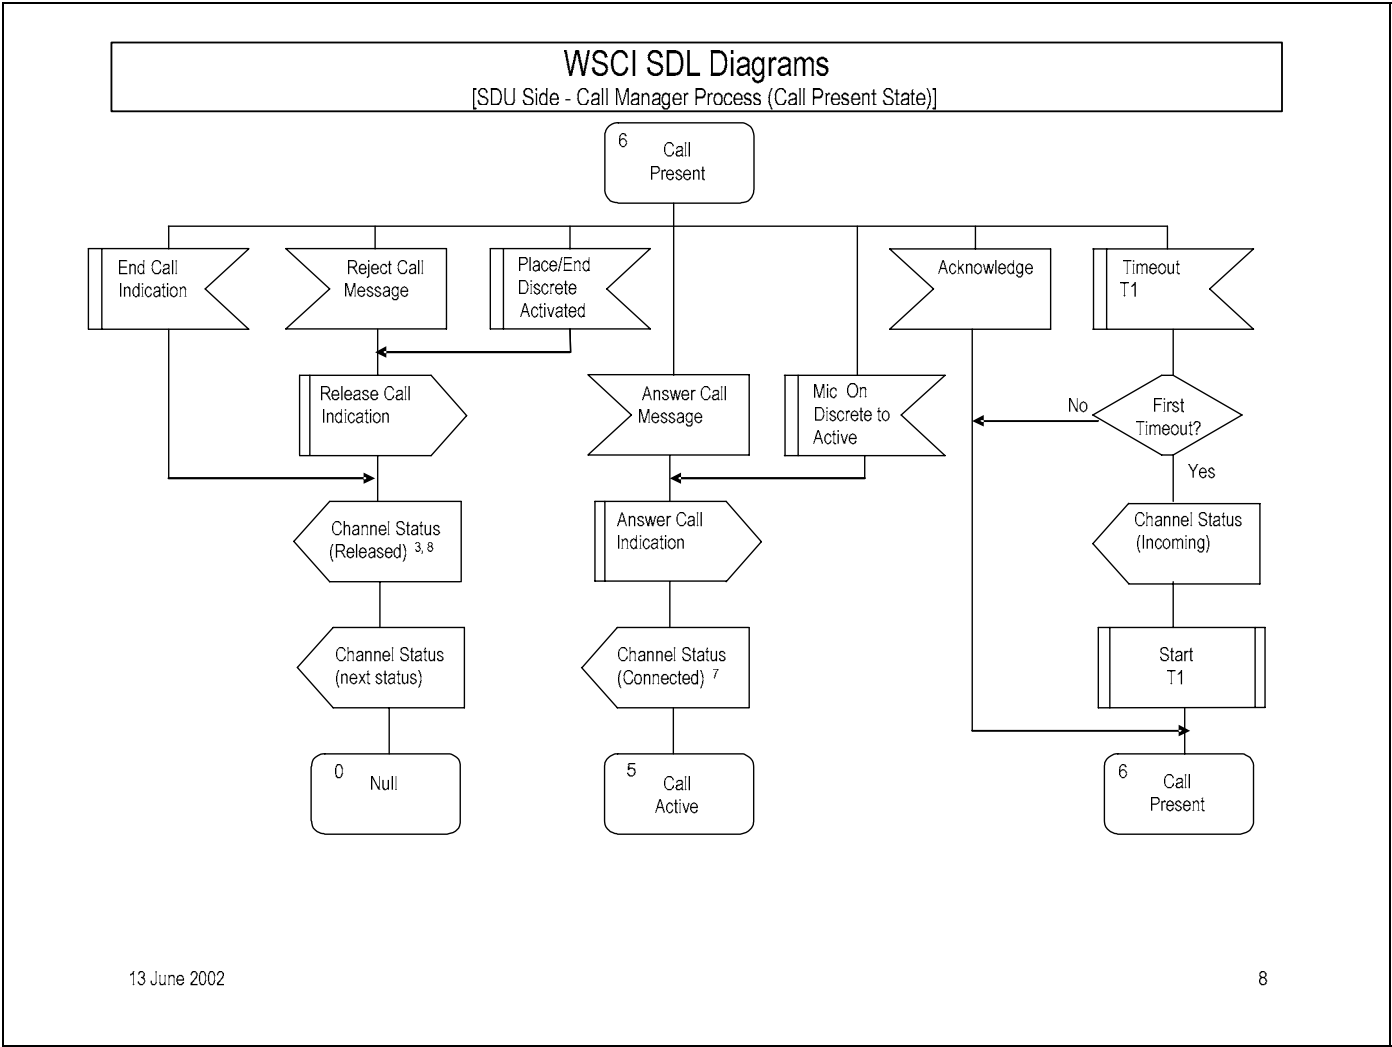 WSCI SDL Diagrams
[SDU Side - Call Manager Process (Call Present State)]
6
Call
Present
End Call
Indication
Reject Call
Message
Place/End
Discrete
Activated
Acknowledge
Timeout
T1
Release Call
Indication
Answer Call
Message
Mic On
Discrete to
Active
No
First
Timeout?
Yes
Channel Status
(Released) 3, 8
Answer Call
Indication
Channel Status
(Incoming)
Channel Status
(next status)
Channel Status
(Connected) 7
Start
T1
0
Null
5
Call
Active
6
Call
Present
13 June 2002
8